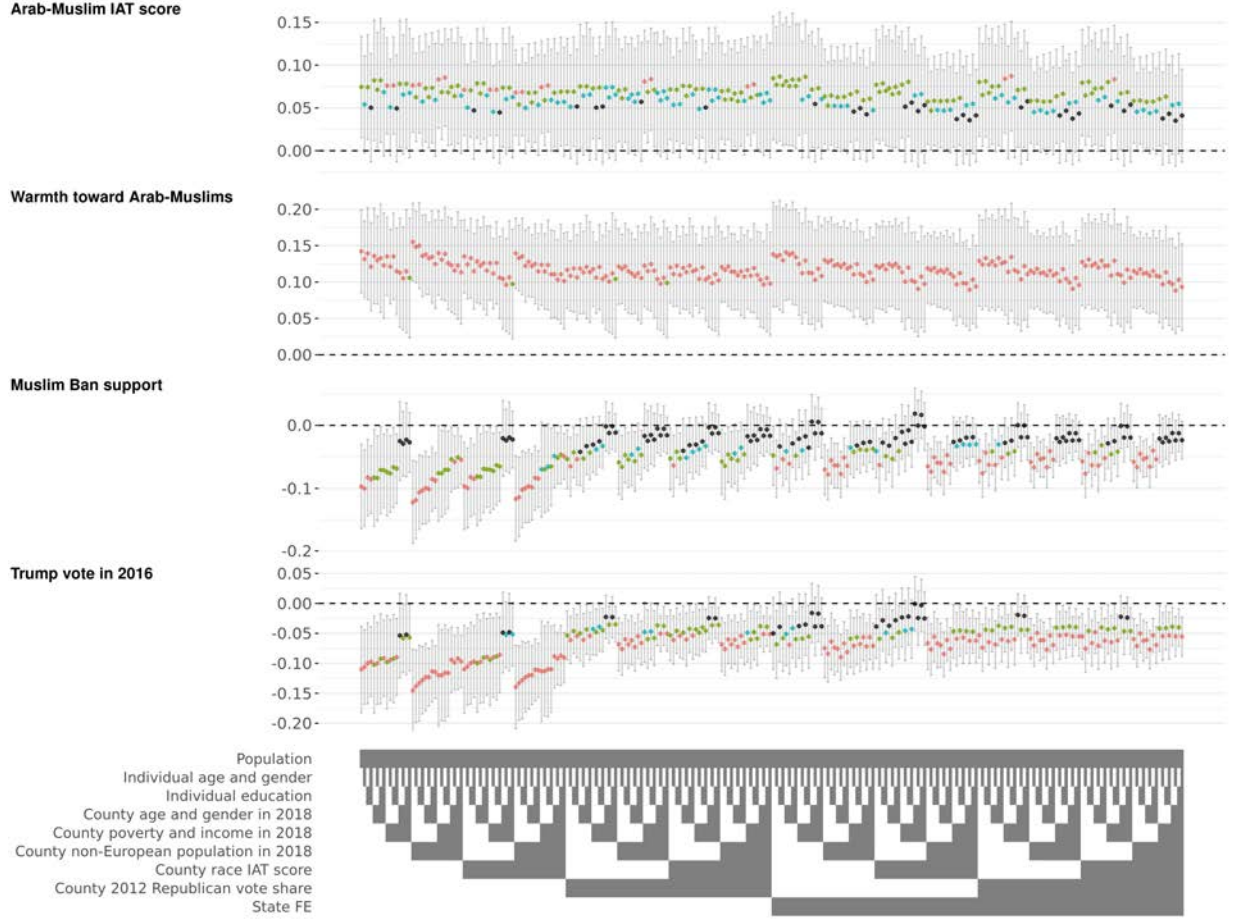 Arab-Muslim IAT score
0.15
0.10
0.05
0.00
Warmth toward Arab-Muslims
0.20
0.15
0.10
0.05
0.00
Muslim Ban support
0.0
-0.1
-0.2
Trump vote in 2016
0.05
0.00
-0.05
-0.10
-0.15
-0.20
Population
Individual age and gender
Individual education
County age and gender in 2018
County poverty and income in 2018
County non-European population in 2018
County race IAT score
County 2012 Republican vote share
State FE